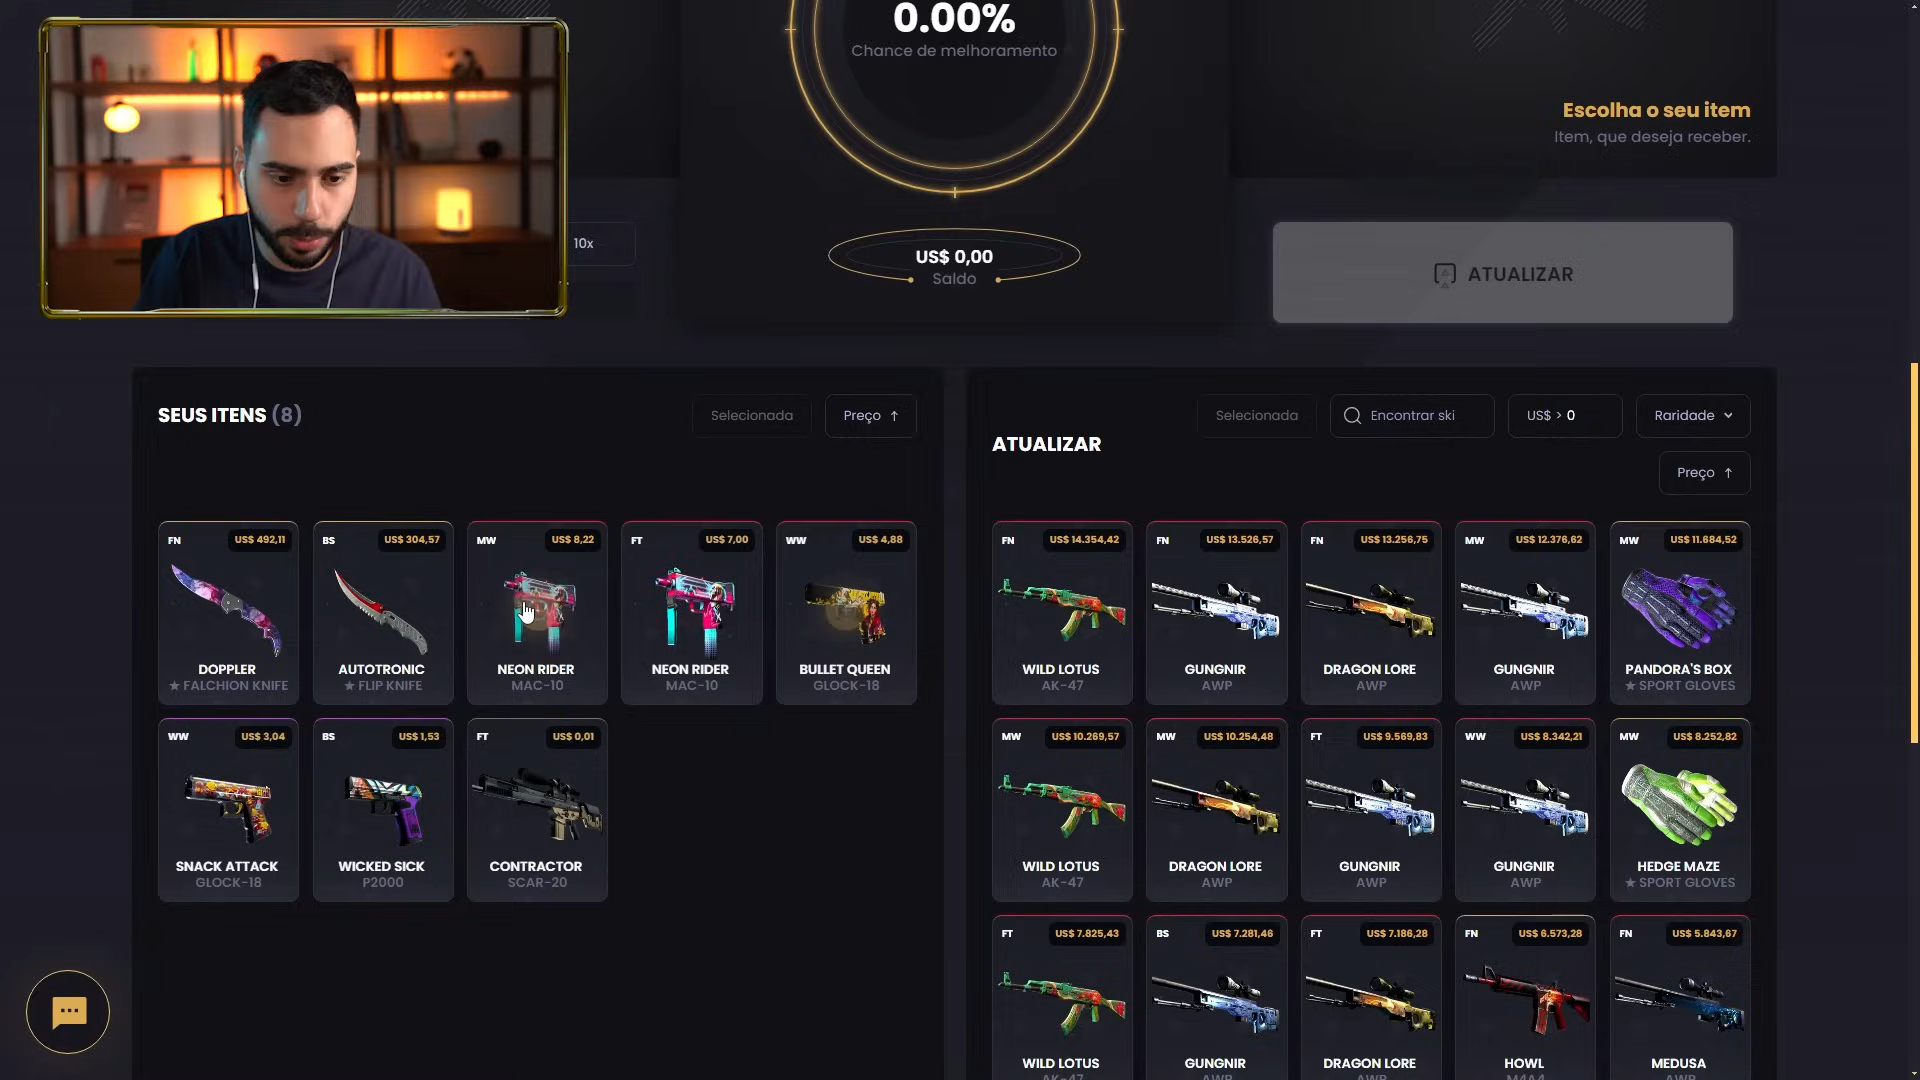 0.00%
Chance de melhoramento
Escolha o seu item
Item, que deseja receber.
10x
US$ 0,00
Saldo
ATUALIZAR
SEUS ITENS (8)
Selecionada
Preço ↑
ATUALIZAR
Selecionada
Encontrar ski
US$ > 0
Raridade
Preço ↑
FN US$ 492,11
DOPPLER
★ FALCHION KNIFE
BS US$ 304,57
AUTOTRONIC
★ FLIP KNIFE
MW US$ 8,22
NEON RIDER
MAC-10
FT US$ 7,00
NEON RIDER
MAC-10
WW US$ 4,88
BULLET QUEEN
GLOCK-18
WW US$ 3,04
SNACK ATTACK
GLOCK-18
BS US$ 1,53
WICKED SICK
P2000
FT US$ 0,01
CONTRACTOR
SCAR-20
FN US$ 14.354,42
WILD LOTUS
AK-47
FN US$ 13.526,57
GUNGNIR
AWP
FN US$ 13.256,75
DRAGON LORE
AWP
MW US$ 12.376,62
GUNGNIR
AWP
MW US$ 11.684,52
PANDORA'S BOX
★ SPORT GLOVES
MW US$ 10.269,57
WILD LOTUS
AK-47
MW US$ 10.254,48
DRAGON LORE
AWP
FT US$ 9.569,83
GUNGNIR
AWP
WW US$ 8.342,21
GUNGNIR
AWP
MW US$ 8.252,82
HEDGE MAZE
★ SPORT GLOVES
FT US$ 7.825,43
WILD LOTUS
AK-47
BS US$ 7.281,46
GUNGNIR
AWP
FT US$ 7.186,28
DRAGON LORE
AWP
FN US$ 6.573,28
HOWL
M4A4
FN US$ 5.843,67
MEDUSA
AWP